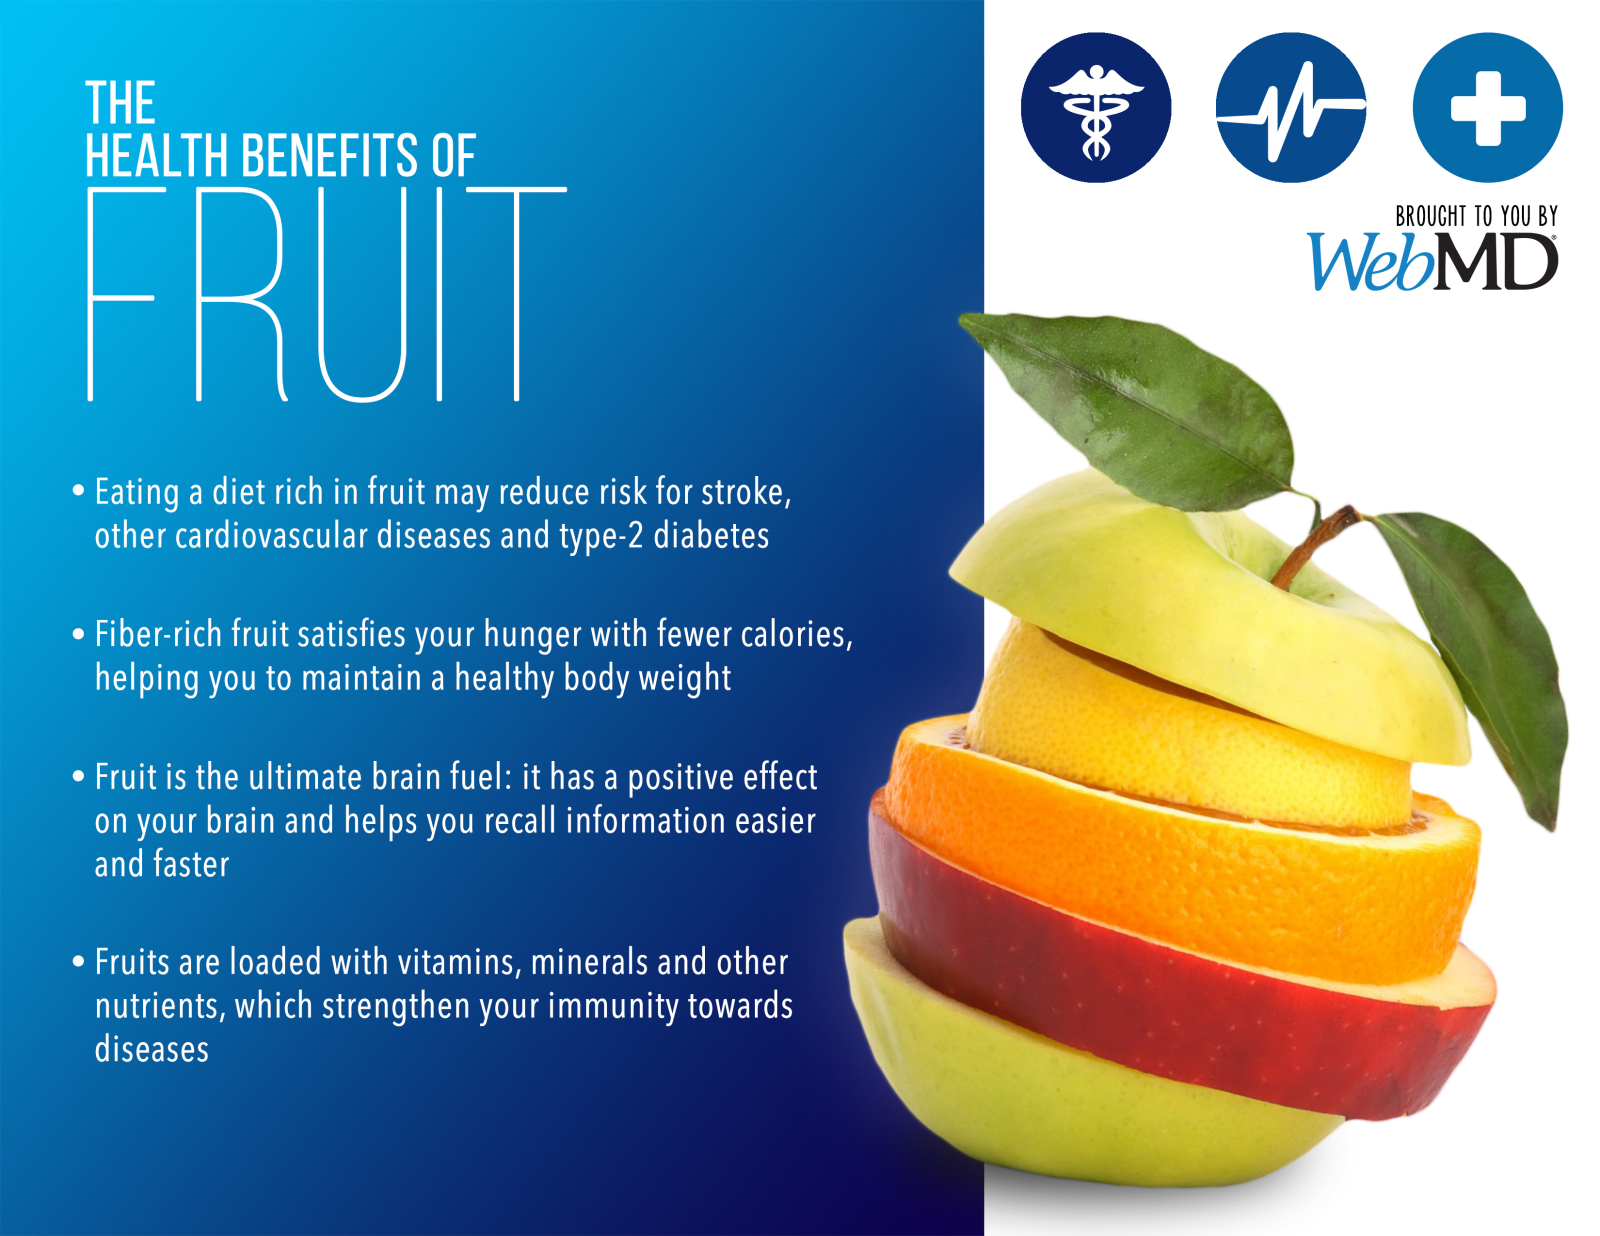 THE
HEALTH BENEFITS OF
FRUIT
• Eating a diet rich in fruit may reduce risk for stroke,
other cardiovascular diseases and type-2 diabetes
• Fiber-rich fruit satisfies your hunger with fewer calories,
helping you to maintain a healthy body weight
• Fruit is the ultimate brain fuel: it has a positive effect
on your brain and helps you recall information easier
and faster
• Fruits are loaded with vitamins, minerals and other
nutrients, which strengthen your immunity towards
diseases
BROUGHT TO YOU BY
WebMD®